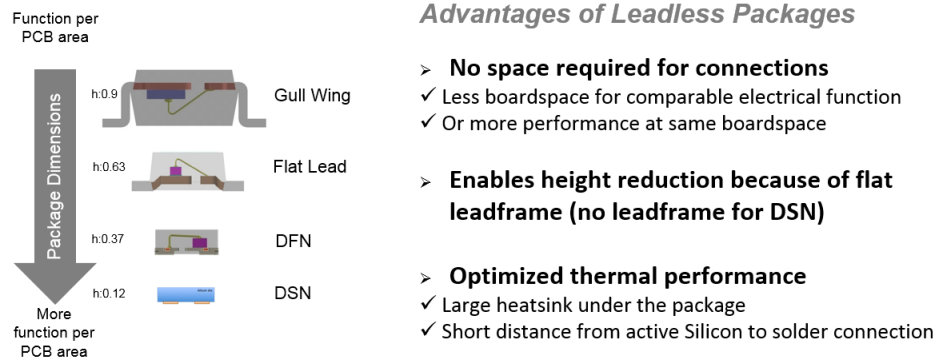 Function per
PCB area
Package Dimensions
h:0.9
Gull Wing
h:0.63
Flat Lead
h:0.37
DFN
h:0.12
DSN
More
function per
PCB area
Advantages of Leadless Packages
➢ No space required for connections
✓ Less boardspace for comparable electrical function
✓ Or more performance at same boardspace
➢ Enables height reduction because of flat
leadframe (no leadframe for DSN)
➢ Optimized thermal performance
✓ Large heatsink under the package
✓ Short distance from active Silicon to solder connection